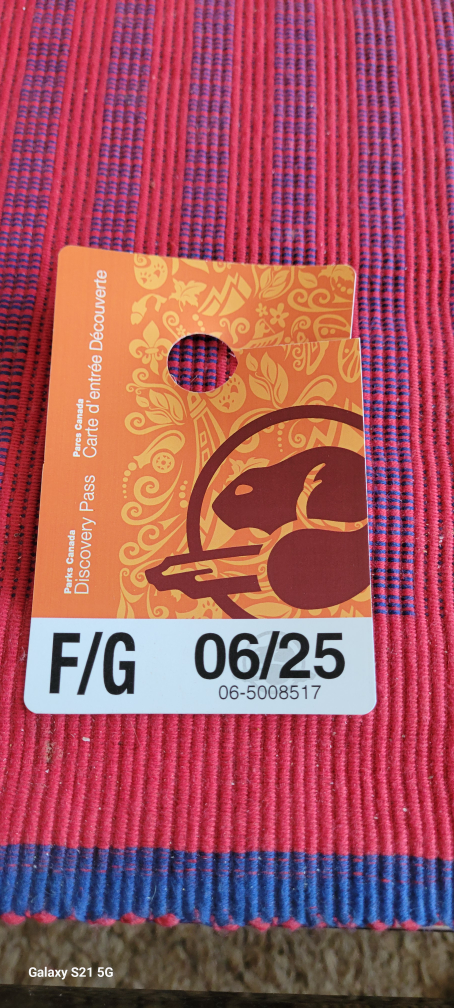 Parks Canada
Discovery Pass
Parcs Canada
Carte d'entrée Découverte
F/G
06/25
06-5008517
Galaxy S21 5G